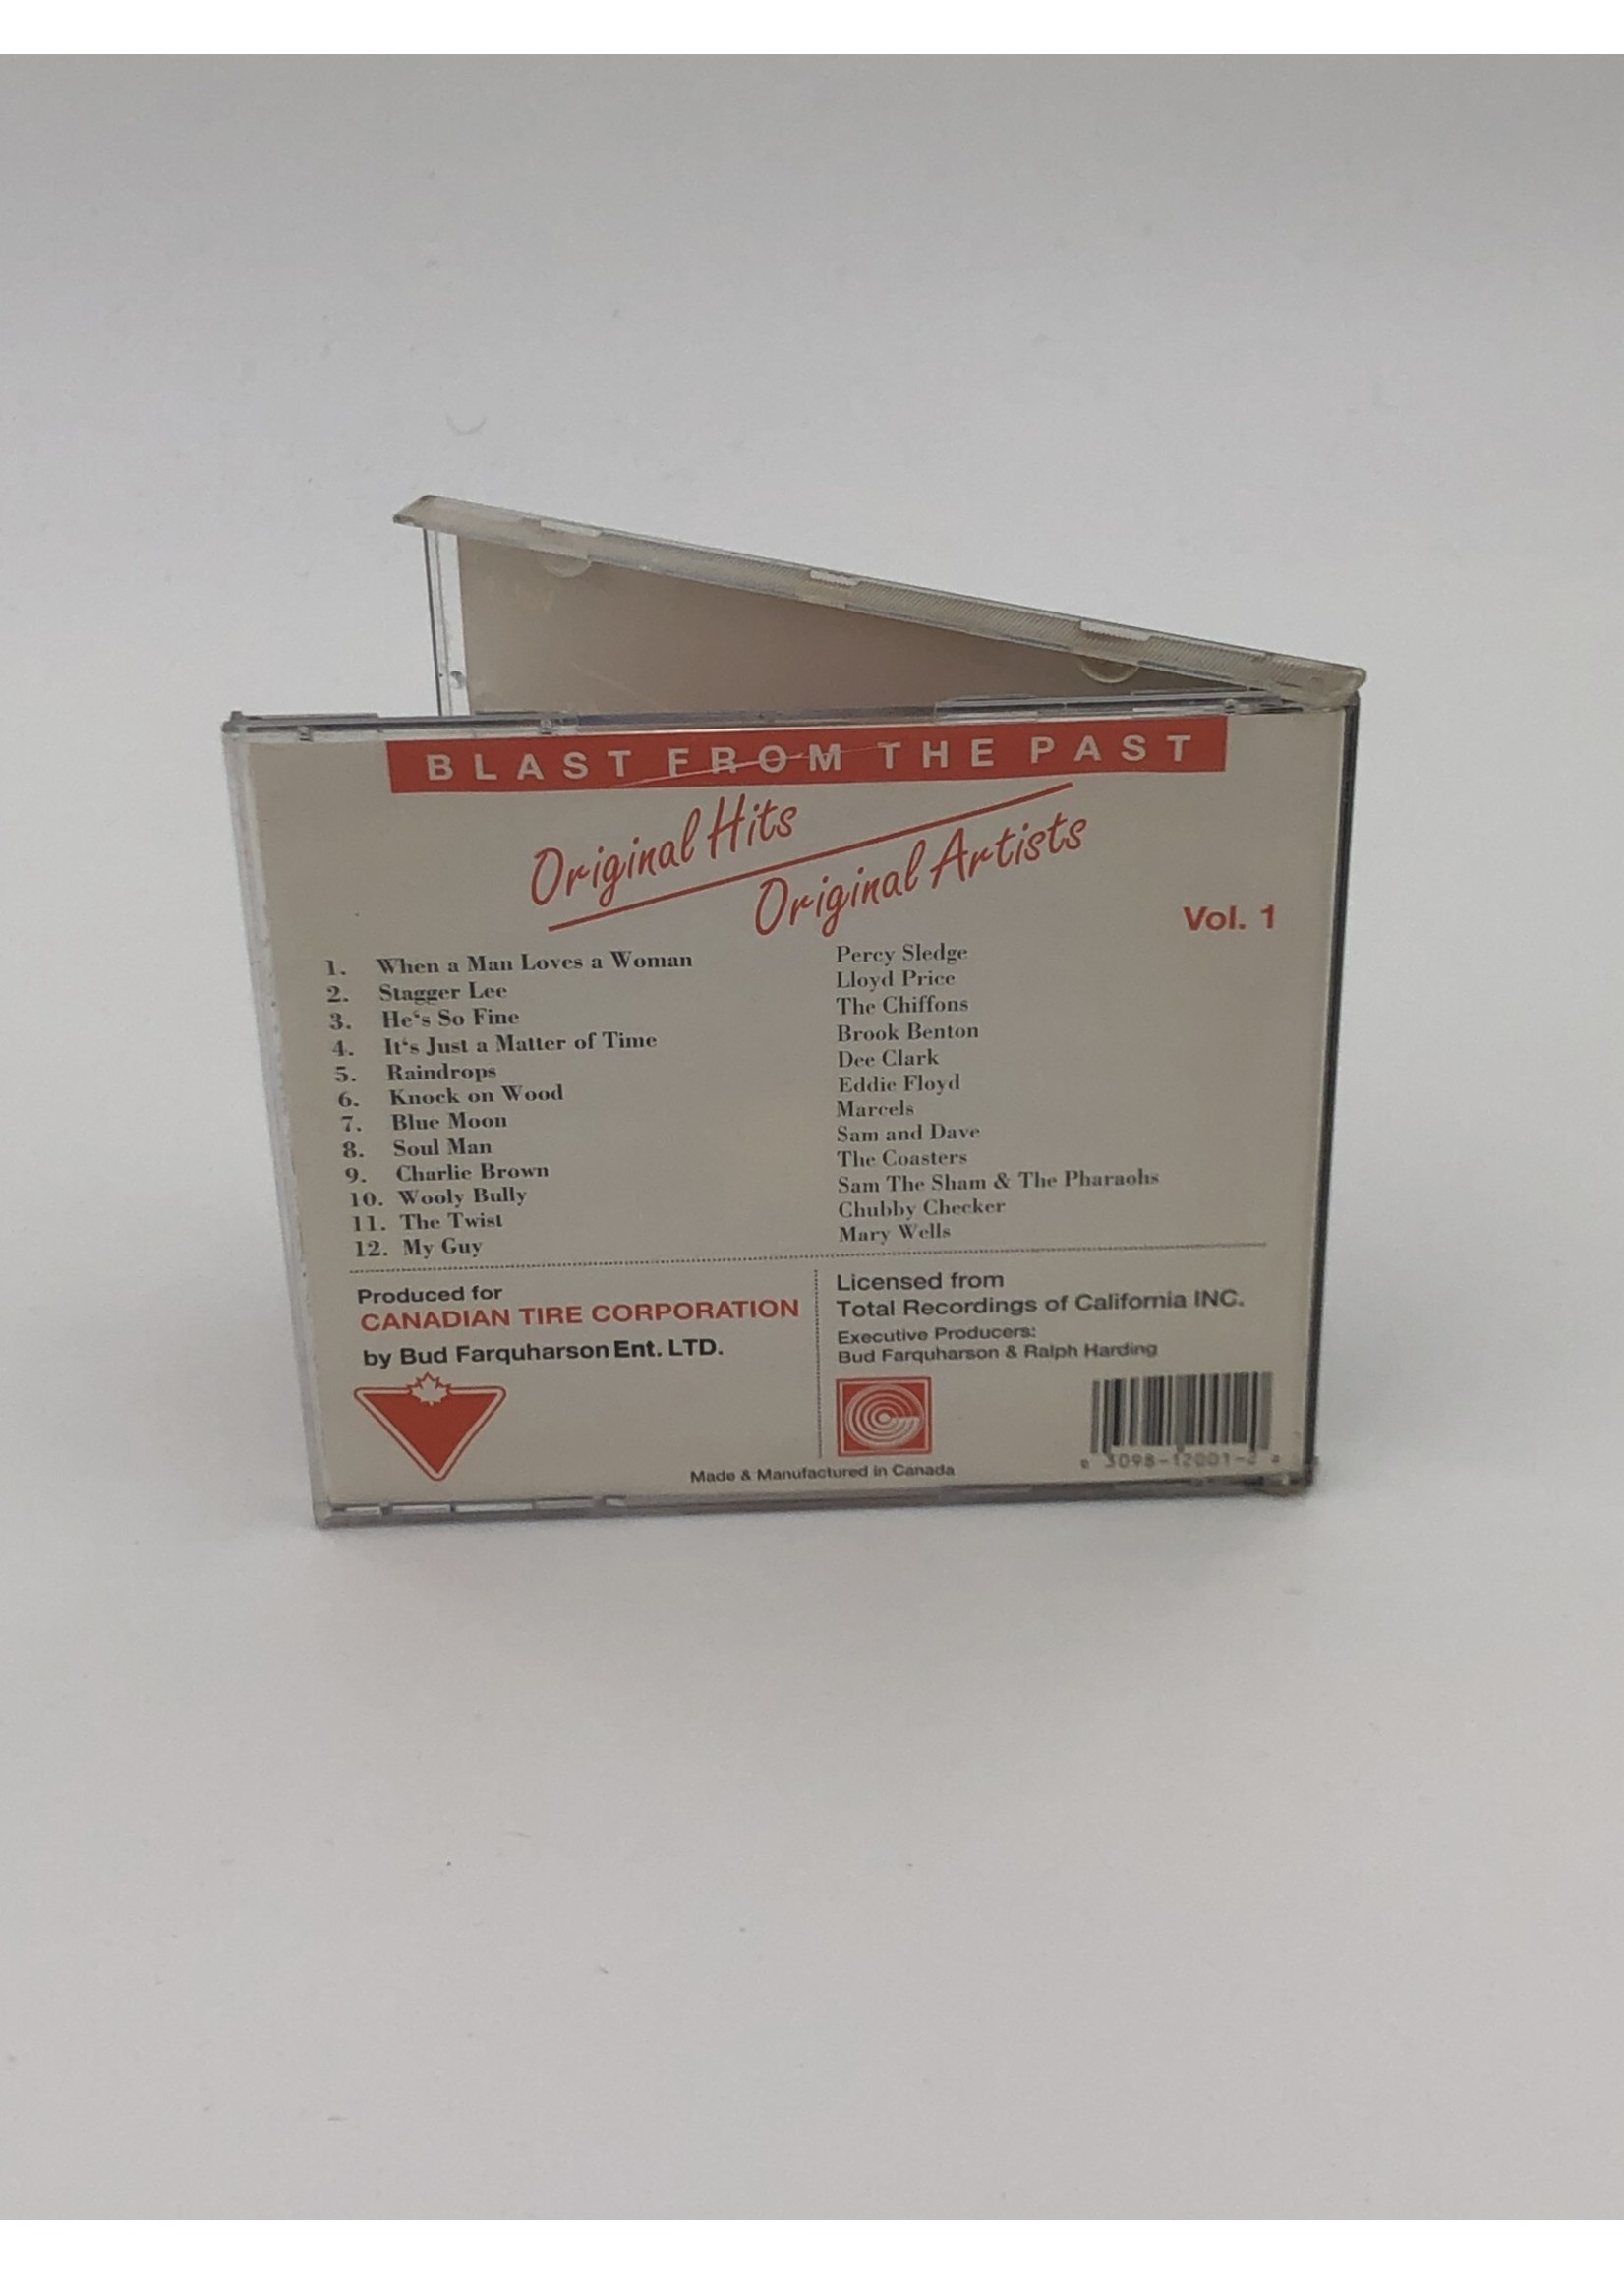 BLAST FROM THE PAST
Original Hits
Original Artists
Vol. 1
1. When a Man Loves a Woman Percy Sledge
2. Stagger Lee Lloyd Price
3. He's So Fine The Chiffons
4. It's Just a Matter of Time Brook Benton
5. Raindrops Dee Clark
6. Knock on Wood Eddie Floyd
7. Blue Moon Marcels
8. Soul Man Sam and Dave
9. Charlie Brown The Coasters
10. Wooly Bully Sam The Sham & The Pharaohs
11. The Twist Chubby Checker
12. My Guy Mary Wells
Produced for
CANADIAN TIRE CORPORATION
by Bud Farquharson Ent. LTD.
Licensed from
Total Recordings of California INC.
Executive Producers:
Bud Farquharson & Ralph Harding
Made & Manufactured in Canada
3098-12001-2